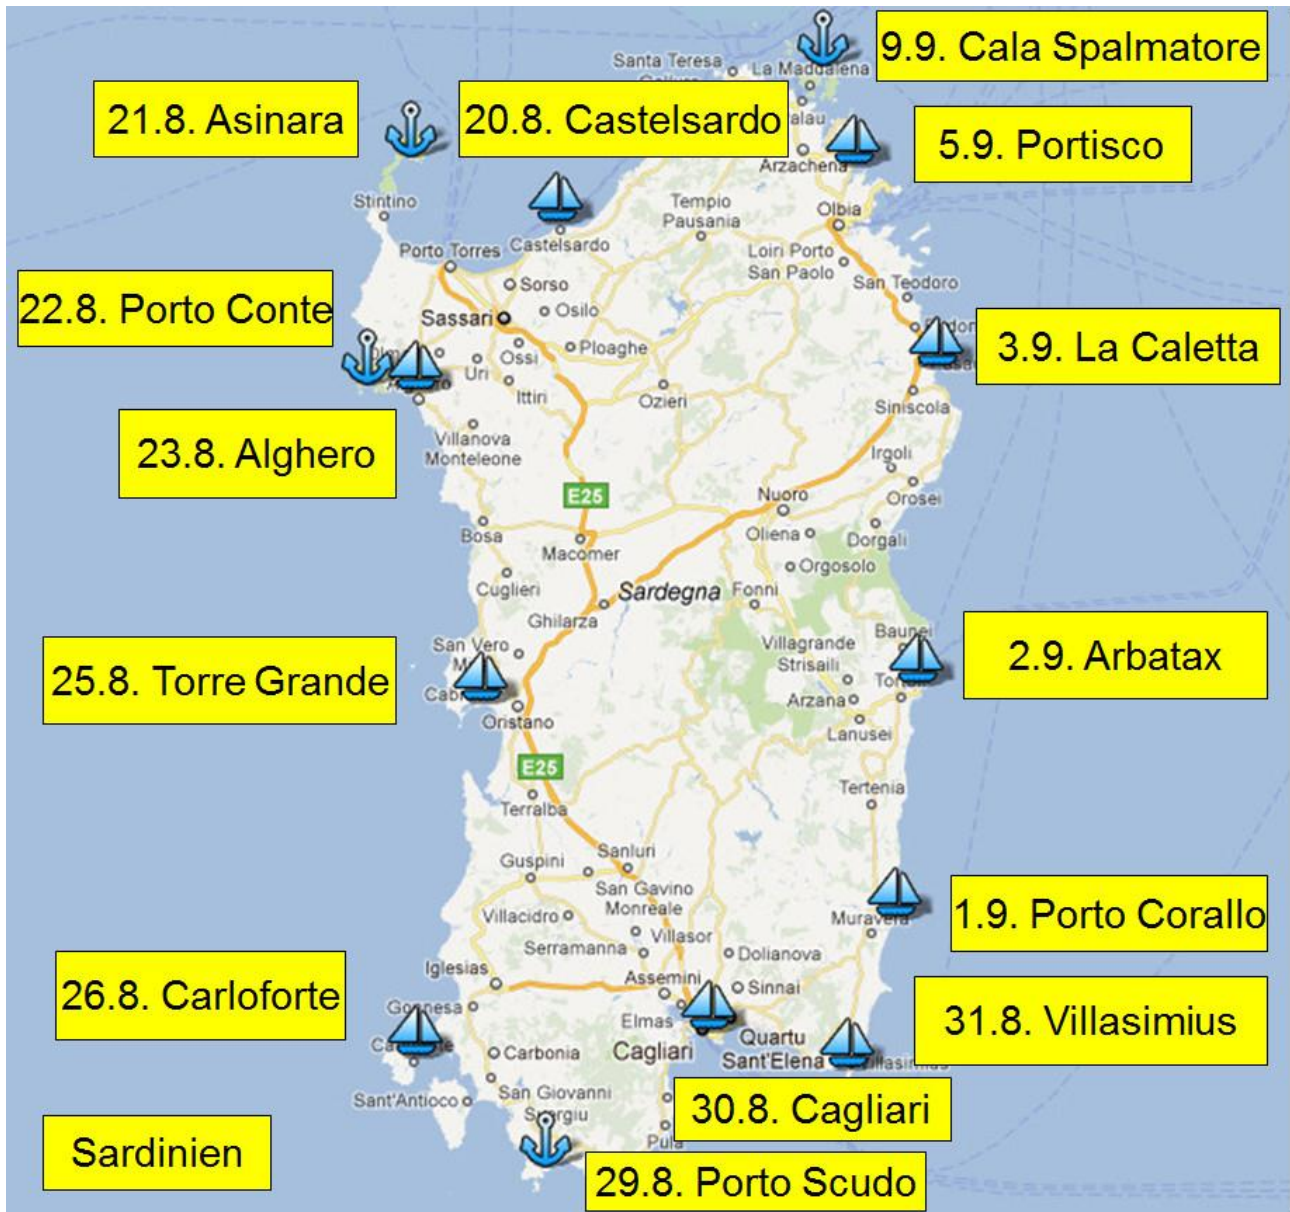 9.9. Cala Spalmatore
Santa Teresa
La Maddalena
21.8. Asinara
20.8. Castelsardo
5.9. Portisco
Arzachena
Stintino
Tempio
Pausania
Olbia
Porto Torres
Castelsardo
Loiri Porto
San Paolo
22.8. Porto Conte
Sorso
San Teodoro
Sassari
Osilo
Ossi
Ploaghe
3.9. La Caletta
Uri
Ittiri
Ozieri
Siniscola
23.8. Alghero
Villanova
Monteleone
Irgoli
E25
Nuoro
Orosei
Bosa
Macomer
Oliena
Dorgali
Orgosolo
Cuglieri
Sardegna
Fonni
Ghilarza
San Vero
Villagrande
Strisaili
Baunei
2.9. Arbatax
25.8. Torre Grande
Arzana
Oristano
Lanusei
E25
Tertenia
Terralba
Guspini
Sanluri
San Gavino
Monreale
1.9. Porto Corallo
Villacidro
Muravera
Villasor
Serramanna
Dolianova
26.8. Carloforte
Iglesias
Assemini
Sinnai
31.8. Villasimius
Gonnesa
Elmas
Quartu
Sant'Elena
Cagliari
Carbonia
Villasimius
Sant'Antioco
San Giovanni
Suergiu
30.8. Cagliari
Sardinien
Pula
29.8. Porto Scudo